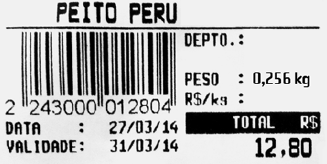 PEITO PERU
DEPTO.:
PESO : 0,256 kg
R$/kg :
2 243000 012804
TOTAL R$
DATA : 27/03/14
VALIDADE: 31/03/14
12,80